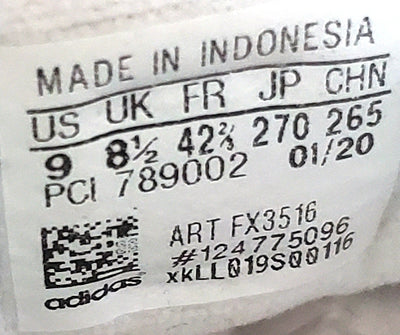 MADE IN INDONESIA
US UK FR JP CHN
9 8½ 42⅔ 270 265
PCI 789002 01/20
ART FX3516
#124775096
xkLL019S00116
adidas